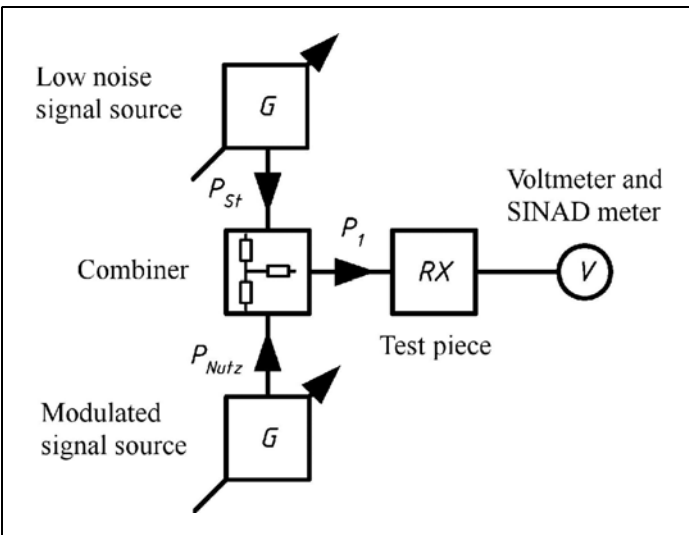 Low noise
signal source
G
P_St
Voltmeter and
SINAD meter
Combiner
P_1
RX
V
Test piece
P_Nutz
Modulated
signal source
G